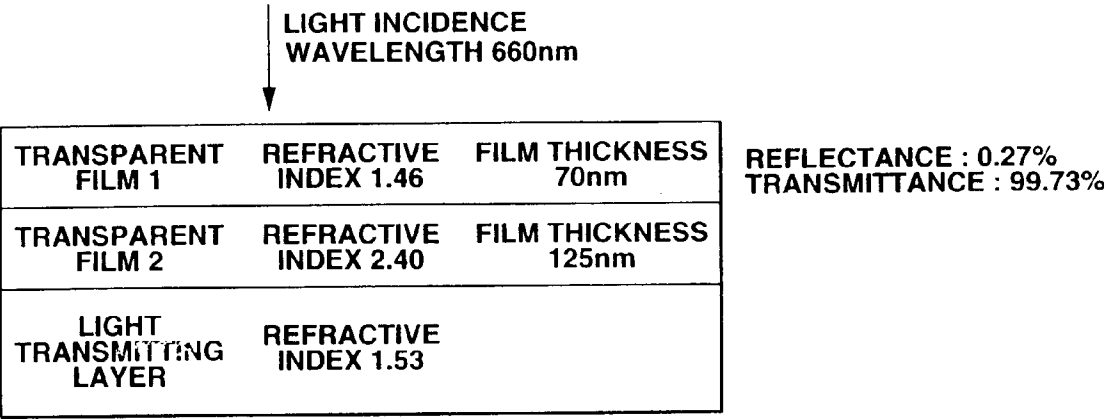 LIGHT INCIDENCE
WAVELENGTH 660nm
TRANSPARENT FILM 1
REFRACTIVE INDEX 1.46
FILM THICKNESS 70nm
REFLECTANCE : 0.27%
TRANSMITTANCE : 99.73%
TRANSPARENT FILM 2
REFRACTIVE INDEX 2.40
FILM THICKNESS 125nm
LIGHT TRANSMITTING LAYER
REFRACTIVE INDEX 1.53